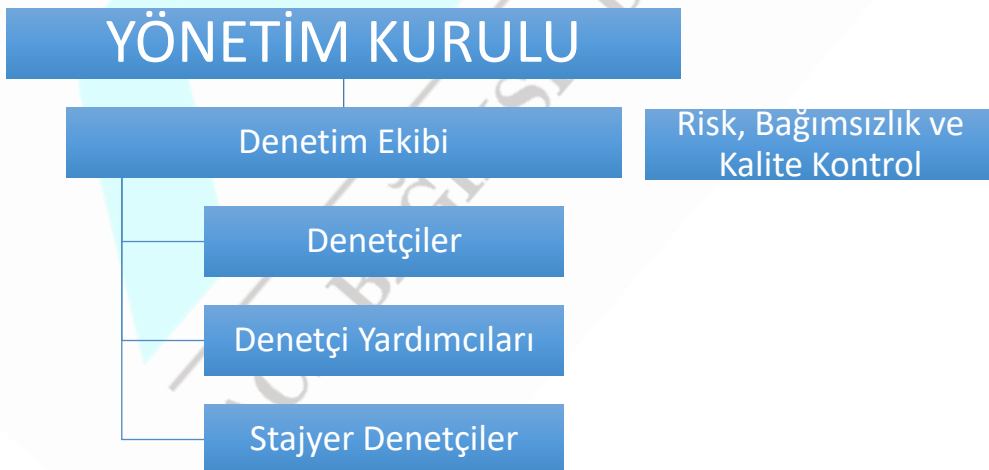 YÖNETİM KURULU
Denetim Ekibi
Risk, Bağımsızlık ve
Kalite Kontrol
Denetçiler
Denetçi Yardımcıları
Stajyer Denetçiler